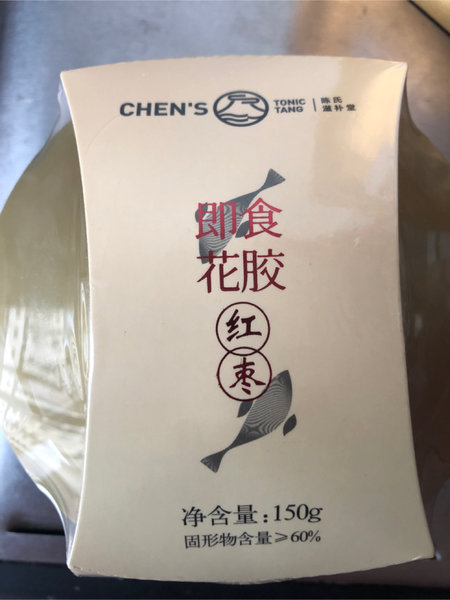 CHEN'S TONIC TANG 陈氏滋补堂
即食
花胶
红
枣
净含量：150g
固形物含量≥60%